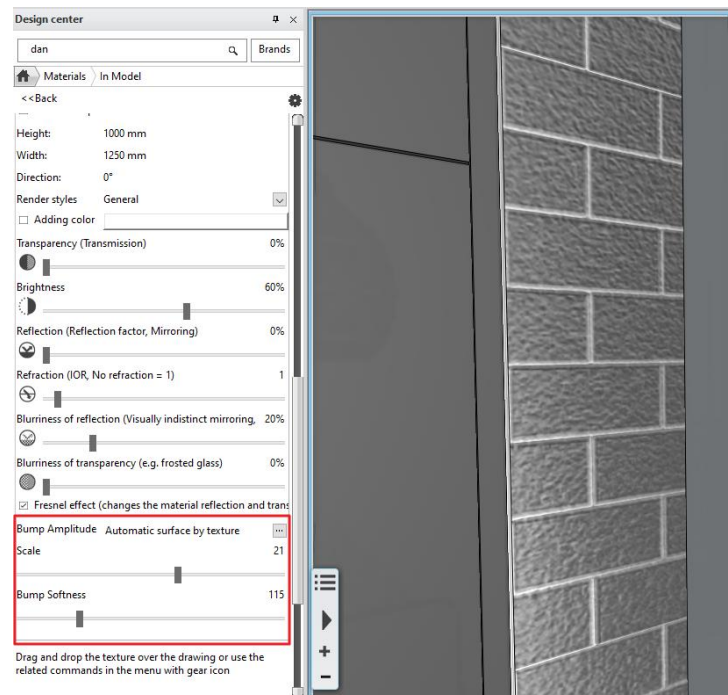 Design center
dan
Brands
Materials
In Model
<<Back
Height: 1000 mm
Width: 1250 mm
Direction: 0°
Render styles General
Adding color
Transparency (Transmission) 0%
Brightness 60%
Reflection (Reflection factor, Mirroring) 0%
Refraction (IOR, No refraction = 1) 1
Blurriness of reflection (Visually indistinct mirroring, 20%
Blurriness of transparency (e.g. frosted glass) 0%
Fresnel effect (changes the material reflection and trans
Bump Amplitude Automatic surface by texture ...
Scale 21
Bump Softness 115
Drag and drop the texture over the drawing or use the
related commands in the menu with gear icon